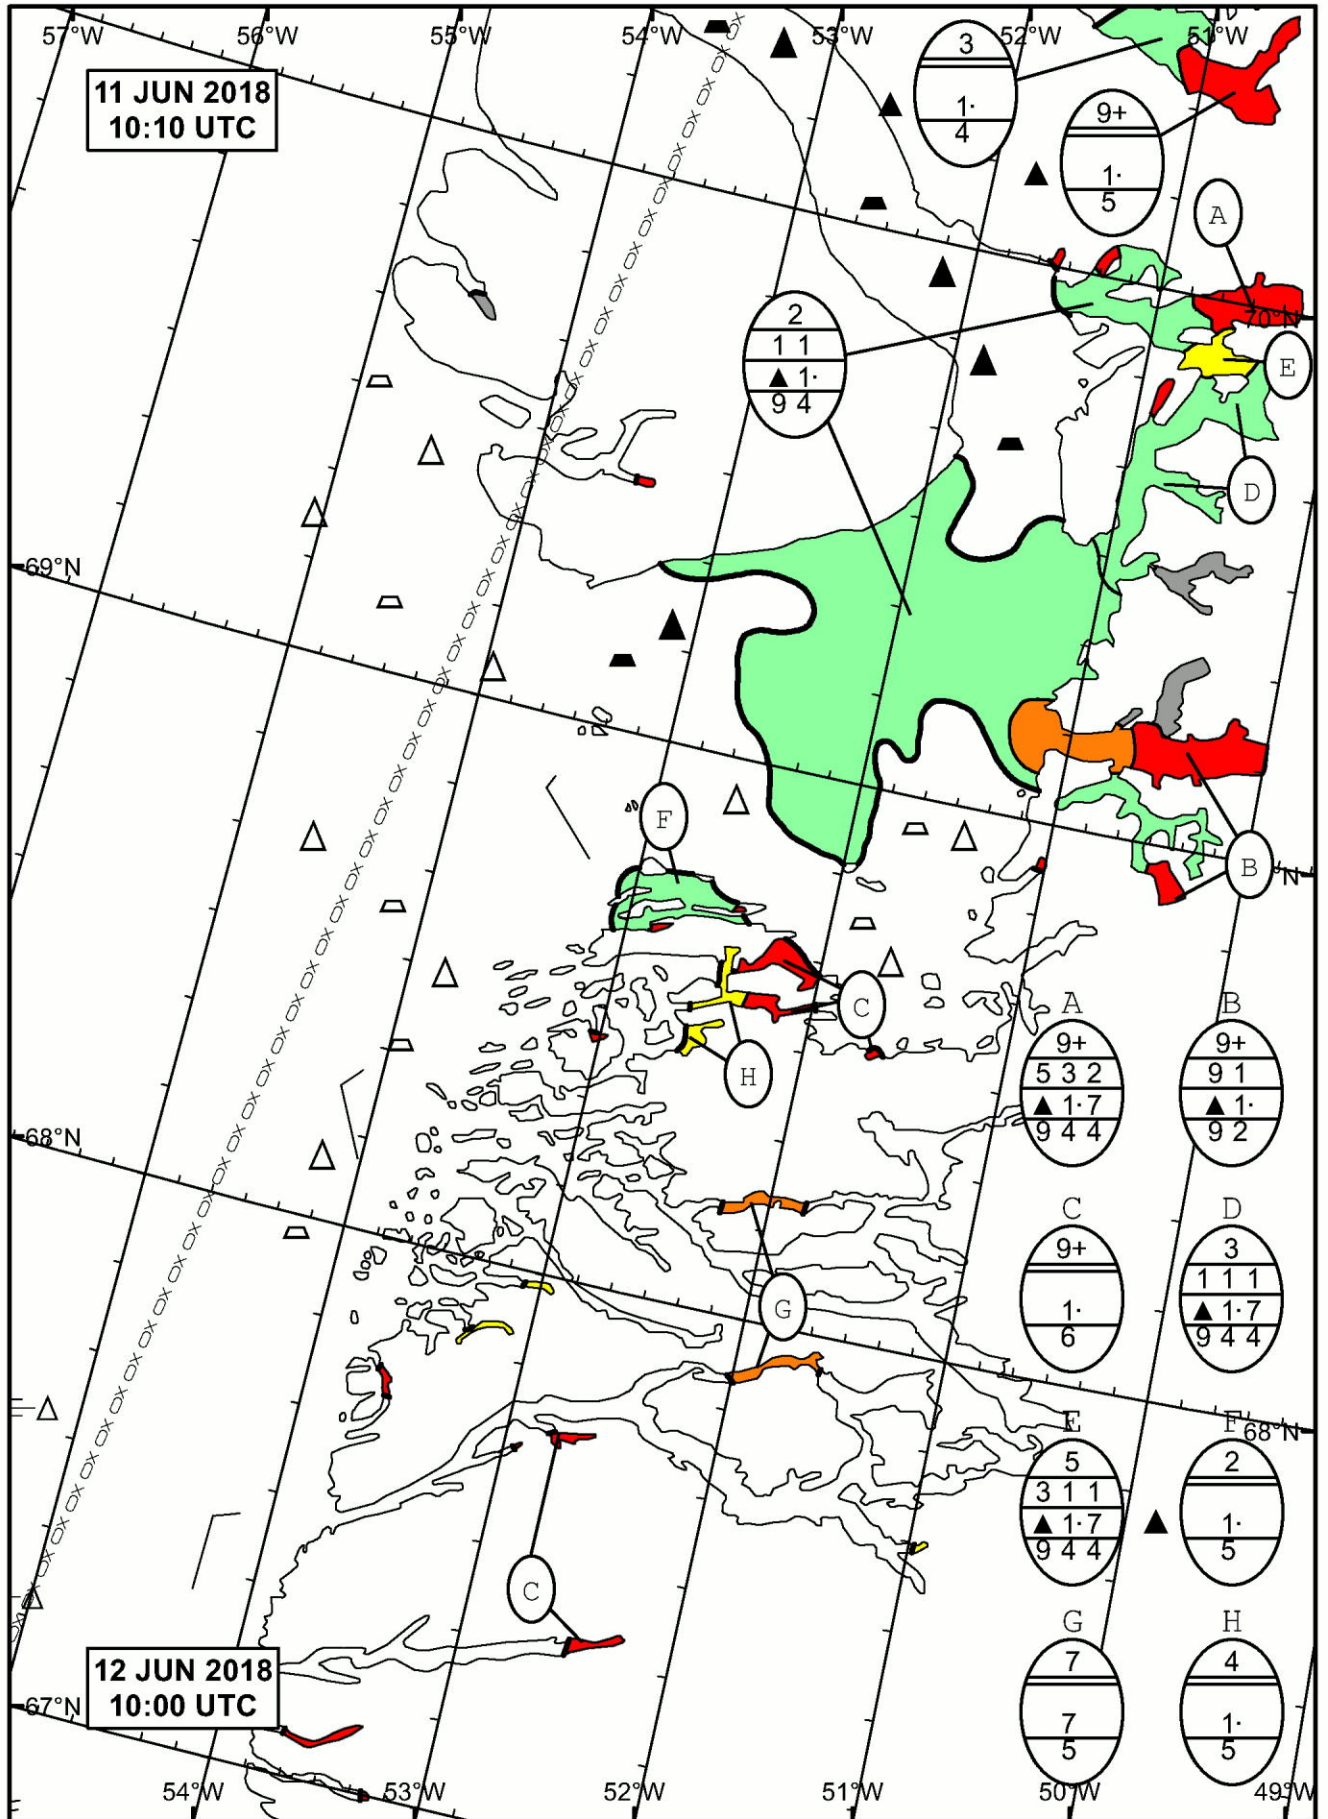 57°W 56°W 55°W 54°W 53°W 52°W 51°W
11 JUN 2018
10:10 UTC
3
1·
4
9+
1·
5
A
70°N
2
1 1
▲ 1·
9 4
E
D
69°N
F
B
°N
C
H
A B
9+
5 3 2
▲ 1· 7
9 4 4
9+
9 1
▲ 1·
9 2
68°N
C D
9+
1·
6
3
1 1 1
▲ 1· 7
9 4 4
G
E F
68°N
5
3 1 1
▲ 1· 7
9 4 4
2
1·
5
C
G H
7
7
5
4
1·
5
12 JUN 2018
10:00 UTC
67°N
54°W 53°W 52°W 51°W 50°W 49°W